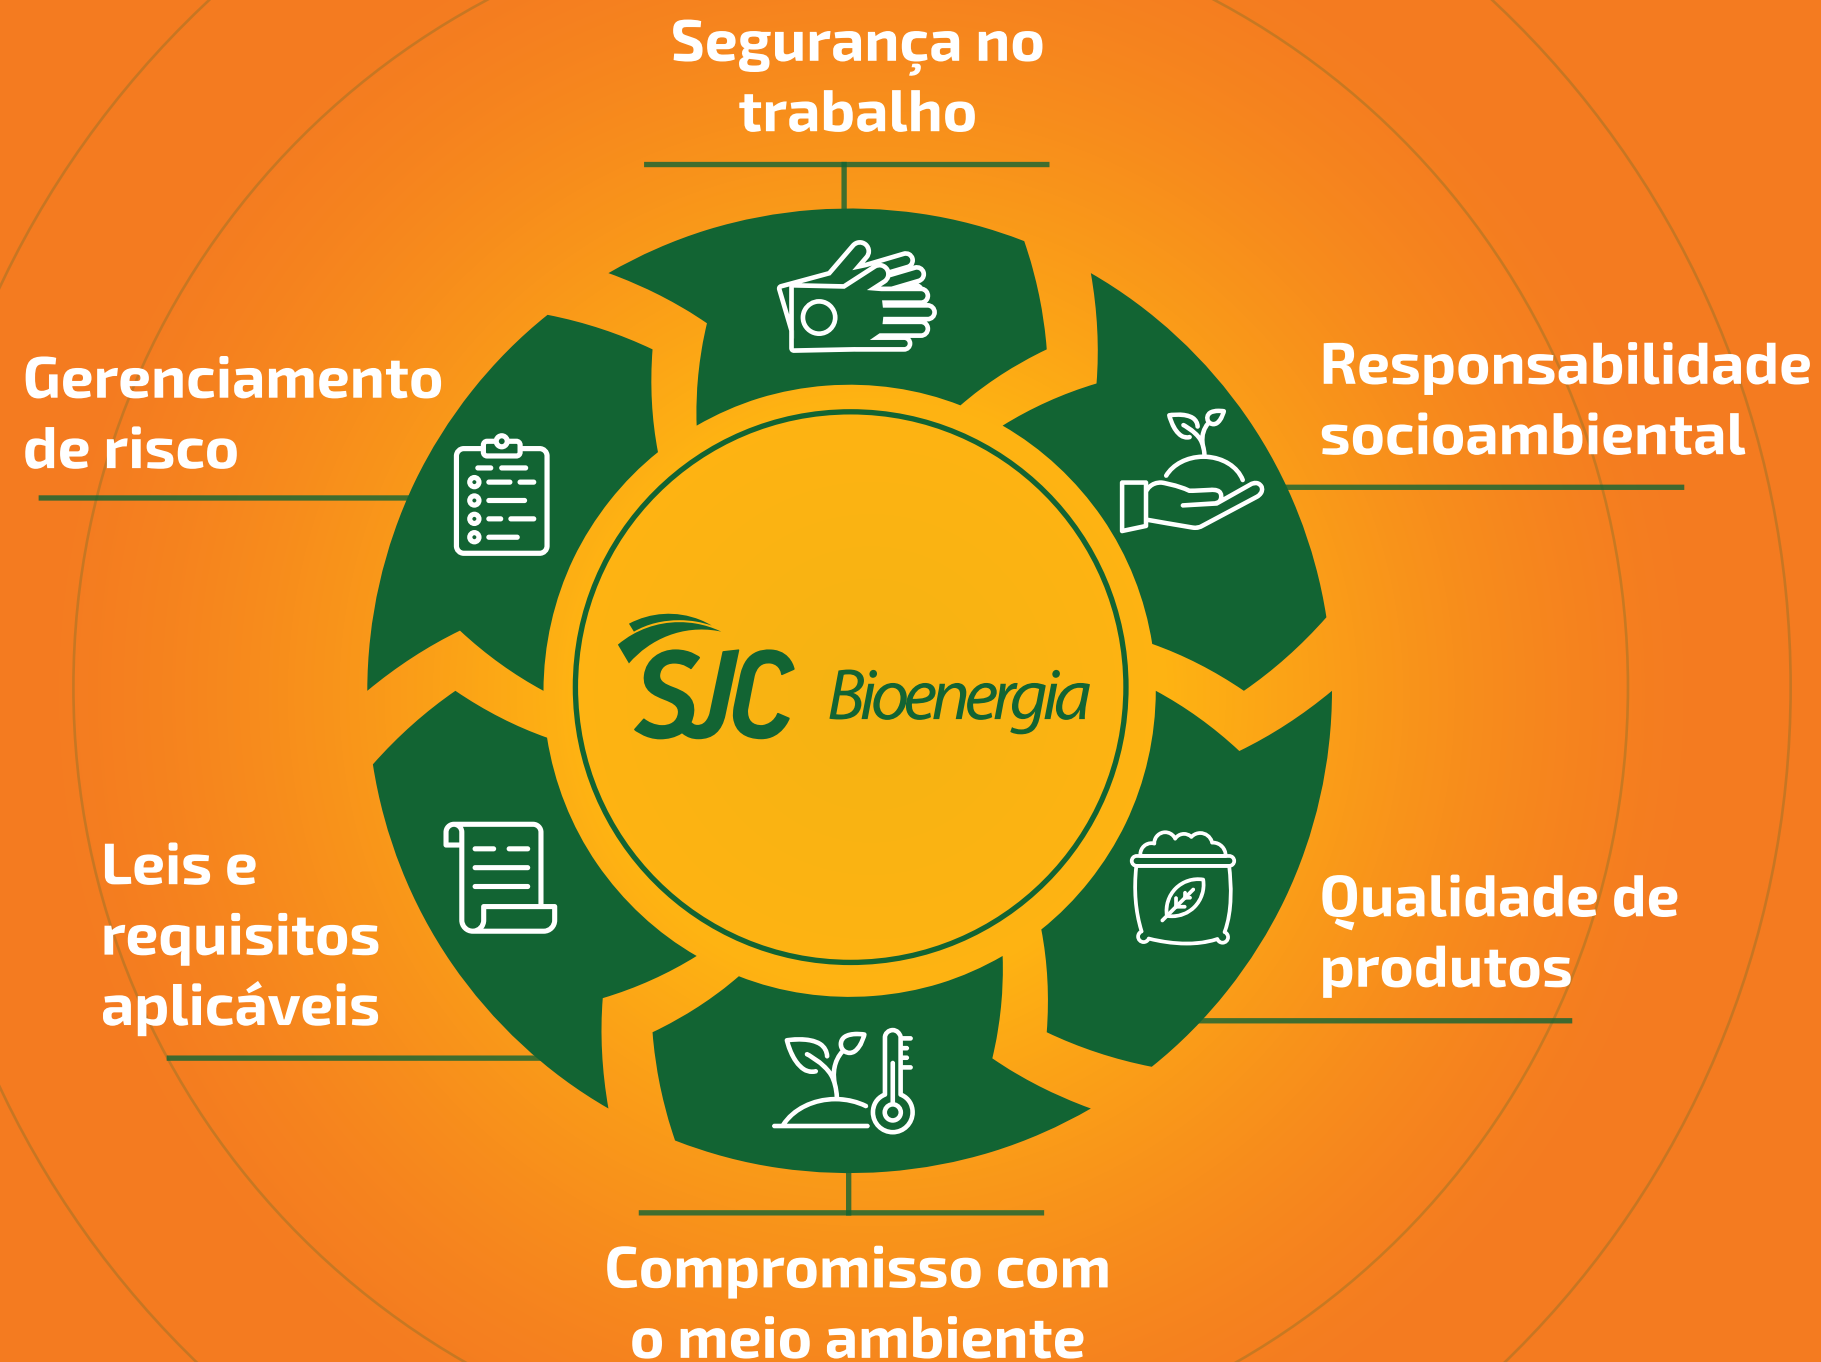 Segurança no
trabalho
Gerenciamento
de risco
Responsabilidade
socioambiental
SJC Bioenergia
Leis e
requisitos
aplicáveis
Qualidade de
produtos
Compromisso com
o meio ambiente